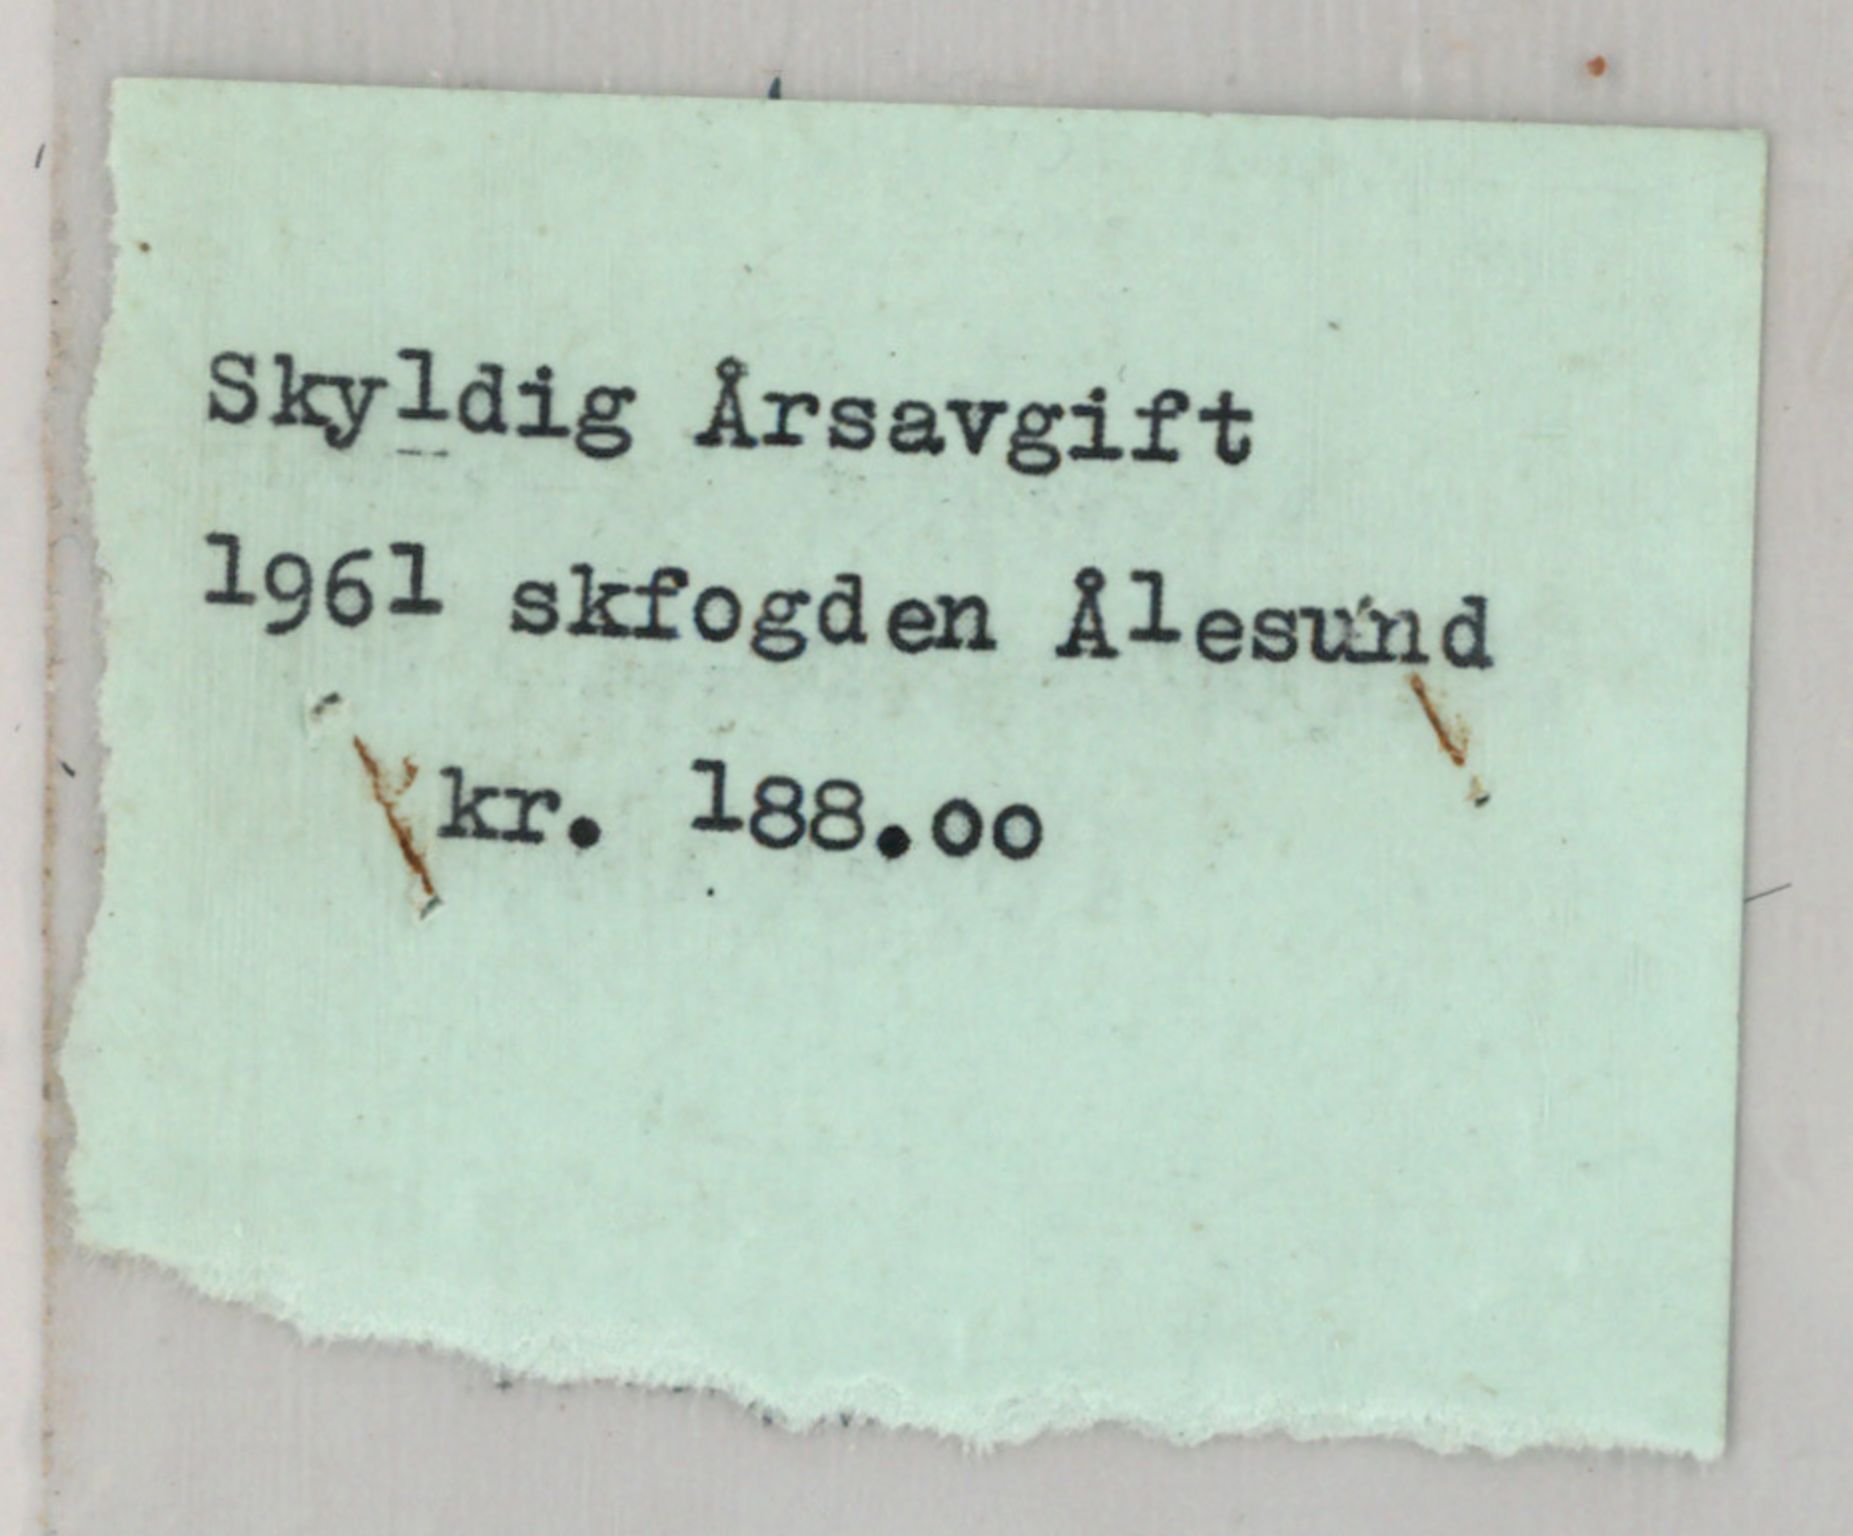 Skyldig Årsavgift
1961 skfogden Ålesund
kr. 188.oo